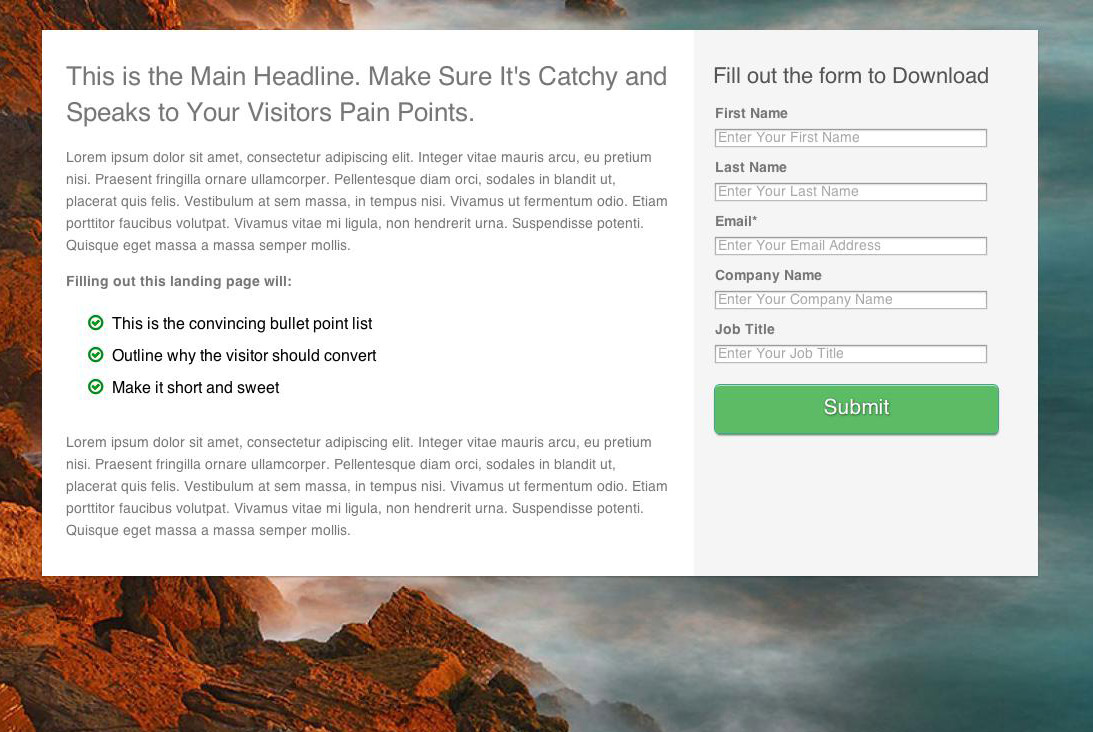 This is the Main Headline. Make Sure It's Catchy and
Speaks to Your Visitors Pain Points.
Lorem ipsum dolor sit amet, consectetur adipiscing elit. Integer vitae mauris arcu, eu pretium
nisi. Praesent fringilla ornare ullamcorper. Pellentesque diam orci, sodales in blandit ut,
placerat quis felis. Vestibulum at sem massa, in tempus nisi. Vivamus ut fermentum odio. Etiam
porttitor faucibus volutpat. Vivamus vitae mi ligula, non hendrerit urna. Suspendisse potenti.
Quisque eget massa a massa semper mollis.
Filling out this landing page will:
This is the convincing bullet point list
Outline why the visitor should convert
Make it short and sweet
Lorem ipsum dolor sit amet, consectetur adipiscing elit. Integer vitae mauris arcu, eu pretium
nisi. Praesent fringilla ornare ullamcorper. Pellentesque diam orci, sodales in blandit ut,
placerat quis felis. Vestibulum at sem massa, in tempus nisi. Vivamus ut fermentum odio. Etiam
porttitor faucibus volutpat. Vivamus vitae mi ligula, non hendrerit urna. Suspendisse potenti.
Quisque eget massa a massa semper mollis.
Fill out the form to Download
First Name
Enter Your First Name
Last Name
Enter Your Last Name
Email*
Enter Your Email Address
Company Name
Enter Your Company Name
Job Title
Enter Your Job Title
Submit